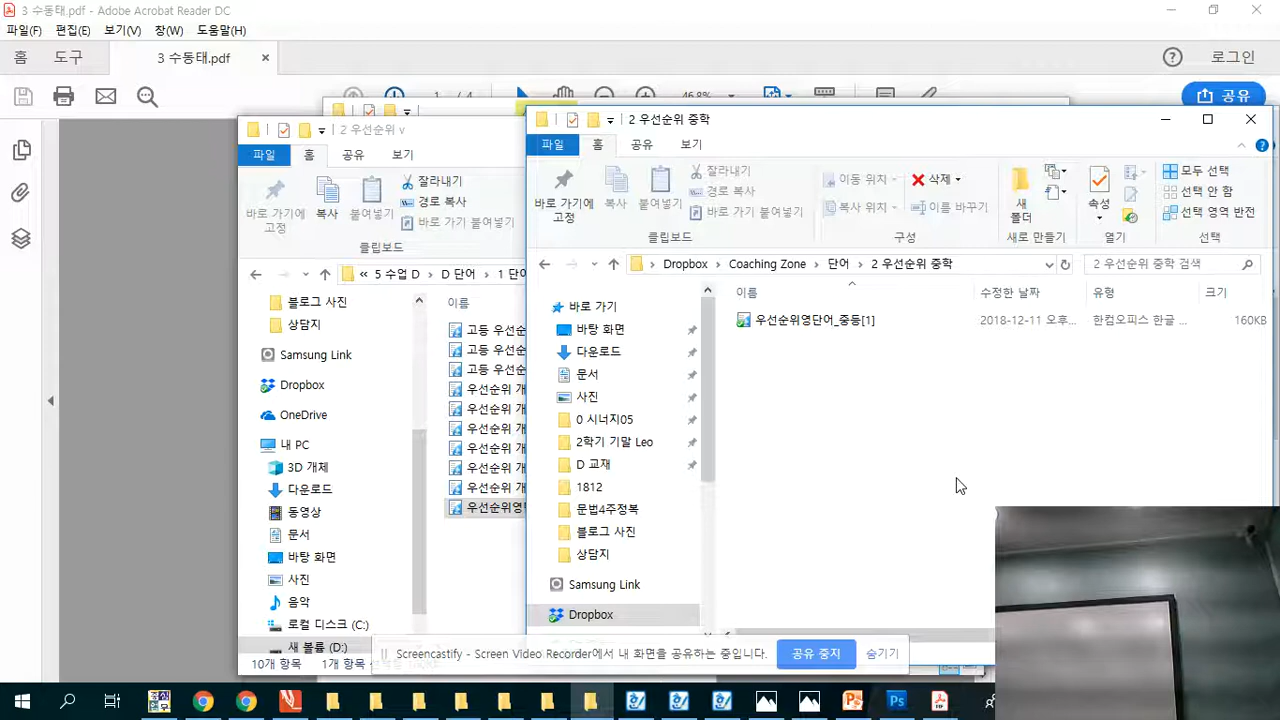 3 수동태.pdf - Adobe Acrobat Reader DC
파일(F) 편집(E) 보기(V) 창(W) 도움말(H)
홈 도구 3 수동태.pdf × 로그인
1 / 4 46.8% 공유
2 우선순위 v
파일 홈 공유 보기
바로 가기에 고정
복사
붙여넣기
잘라내기
경로 복사
바로 가기 붙여넣기
클립보드
« 5 수업 D › D 단어 ›
이름
블로그 사진
상담지
Samsung Link
Dropbox
OneDrive
내 PC
3D 개체
다운로드
동영상
문서
바탕 화면
사진
음악
로컬 디스크 (C:)
새 볼륨 (D:)
고등 우선순
고등 우선순
고등 우선순
우선순위 개
우선순위 개
우선순위 개
우선순위 개
우선순위 개
우선순위 개
10개 항목
2 우선순위 중학
파일 홈 공유 보기
바로 가기에 고정
복사
붙여넣기
잘라내기
경로 복사
바로 가기 붙여넣기
클립보드
이동 위치
복사 위치
삭제
이름 바꾸기
구성
새 폴더
새로 만들기
속성
열기
모두 선택
선택 안 함
선택 영역 반전
선택
Dropbox › Coaching Zone › 단어 › 2 우선순위 중학
2 우선순위 중학 검색
이름 수정한 날짜 유형 크기
우선순위영단어_중등[1] 2018-12-11 오후... 한컴오피스 한글 ... 160KB
바로 가기
바탕 화면
다운로드
문서
사진
0 시너지05
2학기 기말 Leo
D 교재
1812
문법4주정복
블로그 사진
상담지
Samsung Link
Dropbox
Screencastify - Screen Video Recorder에서 내 화면을 공유하는 중입니다. 공유 중지 숨기기